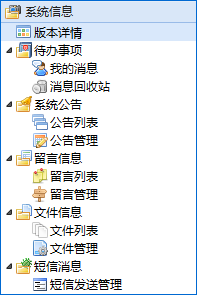 系统信息
版本详情
待办事项
我的消息
消息回收站
系统公告
公告列表
公告管理
留言信息
留言列表
留言管理
文件信息
文件列表
文件管理
短信消息
短信发送管理